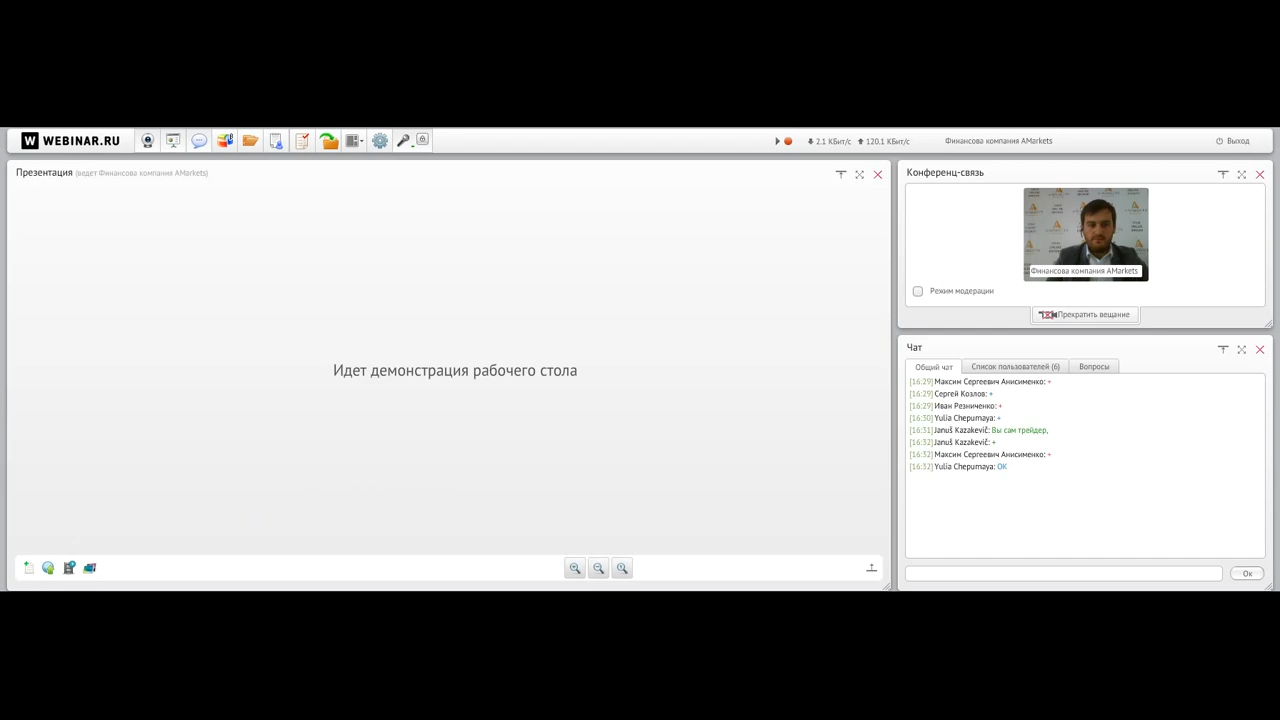 W WEBINAR.RU
2.1 КБит/с 120.1 КБит/с
Финансова компания AMarkets
Выход
Презентация (ведет Финансова компания AMarkets)
Идет демонстрация рабочего стола
Конференц-связь
Финансова компания AMarkets
Режим модерации
Прекратить вещание
Чат
Общий чат Список пользователей (6) Вопросы
[16:29] Максим Сергеевич Анисименко: +
[16:29] Сергей Козлов: +
[16:29] Иван Резниченко: +
[16:30] Yulia Chepurnaya: +
[16:31] Januš Kazakevič: Вы сам трейдер,
[16:32] Januš Kazakevič: +
[16:32] Максим Сергеевич Анисименко: +
[16:32] Yulia Chepurnaya: OK
Ок